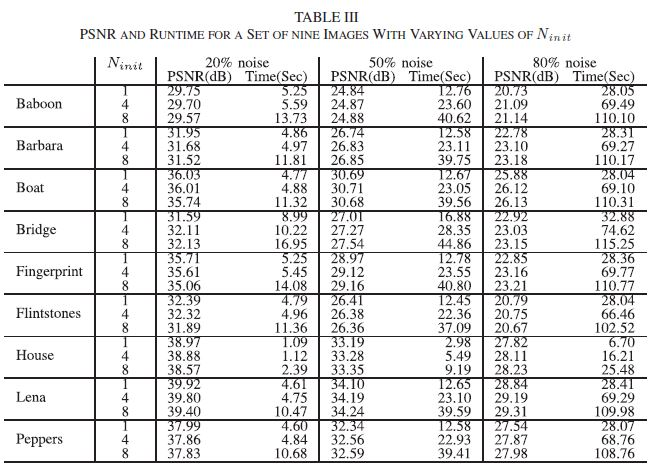 TABLE III
PSNR AND RUNTIME FOR A SET OF NINE IMAGES WITH VARYING VALUES OF Ninit
Ninit 20% noise 50% noise 80% noise
PSNR(dB) Time(Sec) PSNR(dB) Time(Sec) PSNR(dB) Time(Sec)
1 29.75 5.25 24.84 12.76 20.73 28.05
Baboon 4 29.70 5.59 24.87 23.60 21.09 69.49
8 29.57 13.73 24.88 40.62 21.14 110.10
1 31.95 4.86 26.74 12.58 22.78 28.31
Barbara 4 31.68 4.97 26.83 23.11 23.10 69.27
8 31.52 11.81 26.85 39.75 23.18 110.17
1 36.03 4.77 30.69 12.67 25.88 28.04
Boat 4 36.01 4.88 30.71 23.05 26.12 69.10
8 35.74 11.32 30.68 39.56 26.13 110.31
1 31.59 8.99 27.01 16.88 22.92 32.88
Bridge 4 32.11 10.22 27.27 28.35 23.03 74.62
8 32.13 16.95 27.54 44.86 23.15 115.25
1 35.71 5.25 28.97 12.78 22.85 28.36
Fingerprint 4 35.61 5.45 29.12 23.55 23.16 69.77
8 35.06 14.08 29.16 40.80 23.21 110.77
1 32.39 4.79 26.41 12.45 20.79 28.04
Flintstones 4 32.32 4.96 26.38 22.36 20.75 66.46
8 31.89 11.36 26.36 37.09 20.67 102.52
1 38.97 1.09 33.19 2.98 27.82 6.70
House 4 38.88 1.12 33.28 5.49 28.11 16.21
8 38.57 2.39 33.35 9.19 28.23 25.48
1 39.92 4.61 34.10 12.65 28.84 28.41
Lena 4 39.80 4.75 34.19 23.10 29.19 69.29
8 39.40 10.47 34.24 39.59 29.31 109.98
1 37.99 4.60 32.34 12.58 27.54 28.07
Peppers 4 37.86 4.84 32.56 22.93 27.87 68.76
8 37.83 10.68 32.59 39.41 27.98 108.76